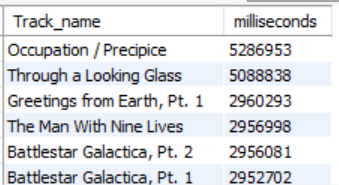 Track_name milliseconds
Occupation / Precipice 5286953
Through a Looking Glass 5088838
Greetings from Earth, Pt. 1 2960293
The Man With Nine Lives 2956998
Battlestar Galactica, Pt. 2 2956081
Battlestar Galactica, Pt. 1 2952702